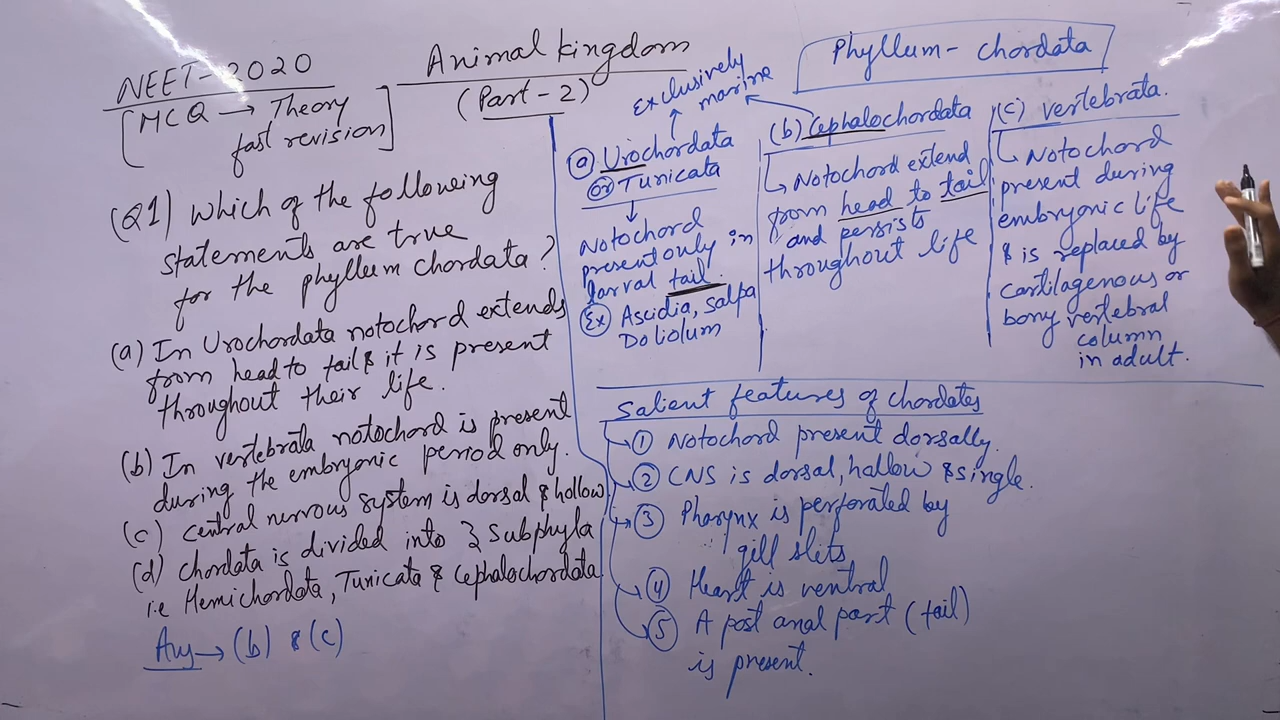 NEET-2020
[MCQ → Theory
fast revision]
Animal kingdom
(Part-2)
(Q1) Which of the following
statements are true
for the phyllum chordata?
(a) In Urochordata notochord extends
from head to tail & it is present
throughout their life.
(b) In vertebrata notochord is present
during the embryonic period only.
(c) central nervous system is dorsal & hollow
(d) chordata is divided into 3 subphyla
i.e Hemichordata, Tunicata & Cephalochordata
Ans → (b) & (c)
Phyllum - chordata
Exclusively
marine
(a) Urochordata
(or) Tunicata
Notochord
present only in
larval tail.
(Ex) Ascidia, salpa
Doliolum
(b) Cephalochordata
Notochord extend
from head to tail
and persists
throughout life
(c) vertebrata.
Notochord
present during
embryonic life
& is replaced by
cartilagenous or
bony vertebral
column
in adult.
Salient features of chordates
① Notochord present dorsally.
② CNS is dorsal, hallow & single.
③ Pharynx is perforated by
gill slits
④ Heart is ventral
⑤ A post anal part (tail)
is present.